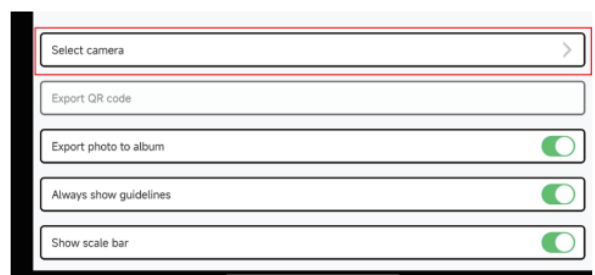 Select camera
Export QR code
Export photo to album
Always show guidelines
Show scale bar